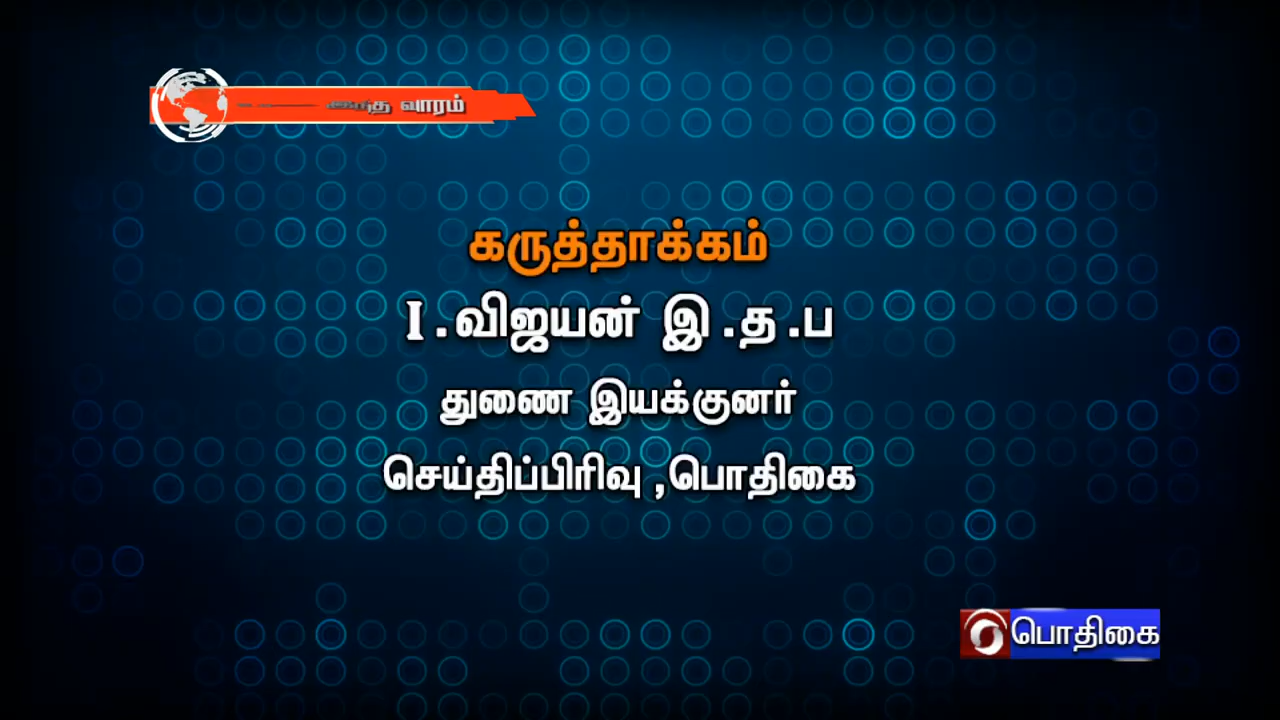 வாரம்
கருத்தாக்கம்
I .விஜயன் இ .த .ப
துணை இயக்குனர்
செய்திப்பிரிவு ,பொதிகை
பொதிகை